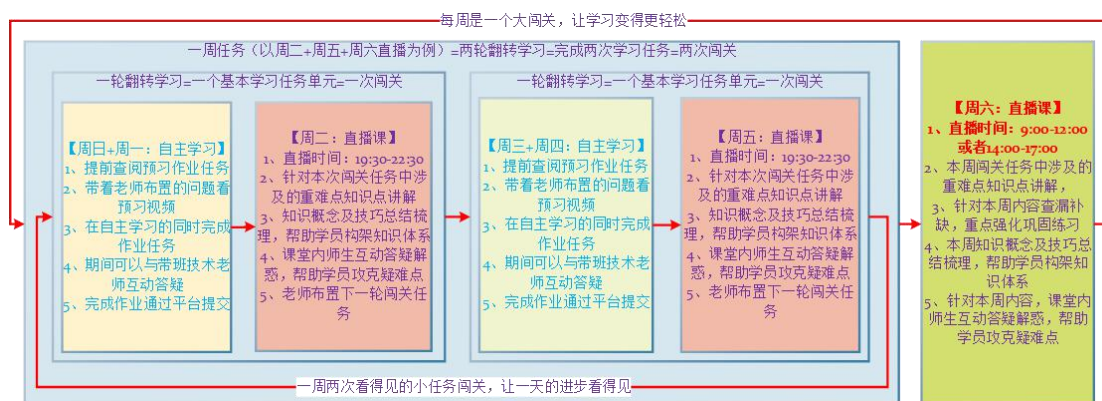 每周是一个大闯关，让学习变得更轻松
一周任务（以周二+周五+周六直播为例）=两轮翻转学习=完成两次学习任务=两次闯关
一轮翻转学习=一个基本学习任务单元=一次闯关
【周日+周一：自主学习】
1、提前查阅预习作业任务
2、带着老师布置的问题看
预习视频
3、在自主学习的同时完成
作业任务
4、期间可以与带班技术老
师互动答疑
5、完成作业通过平台提交
【周二：直播课】
1、直播时间：19:30-22:30
2、针对本次闯关任务中涉
及的重难点知识点讲解
3、知识概念及技巧总结梳
理，帮助学员构架知识体系
4、课堂内师生互动答疑解
惑，帮助学员攻克疑难点
5、老师布置下一轮闯关任
务
一轮翻转学习=一个基本学习任务单元=一次闯关
【周三+周四：自主学习】
1、提前查阅预习作业任务
2、带着老师布置的问题看
预习视频
3、在自主学习的同时完成
作业任务
4、期间可以与带班技术老
师互动答疑
5、完成作业通过平台提交
【周五：直播课】
1、直播时间：19:30-22:30
2、针对本次闯关任务中涉
及的重难点知识点讲解
3、知识概念及技巧总结梳
理，帮助学员构架知识体系
4、课堂内师生互动答疑解
惑，帮助学员攻克疑难点
5、老师布置下一轮闯关任
务
【周六：直播课】
1、直播时间：9:00-12:00
或者14:00-17:00
2、本周闯关任务中涉及的
重难点知识点讲解，
3、针对本周内容查漏补
缺，重点强化巩固练习
4、本周知识概念及技巧总
结梳理，帮助学员构架知
识体系
5、针对本周内容，课堂内
师生互动答疑解惑，帮助
学员攻克疑难点
一周两次看得见的小任务闯关，让一天的进步看得见